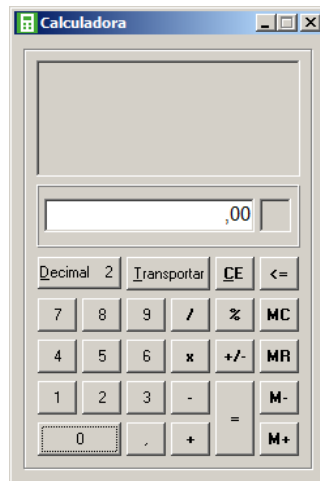 Calculadora
,00
Decimal 2 Transportar CE <=
7 8 9 / % MC
4 5 6 x +/- MR
1 2 3 - = M-
0 , + M+